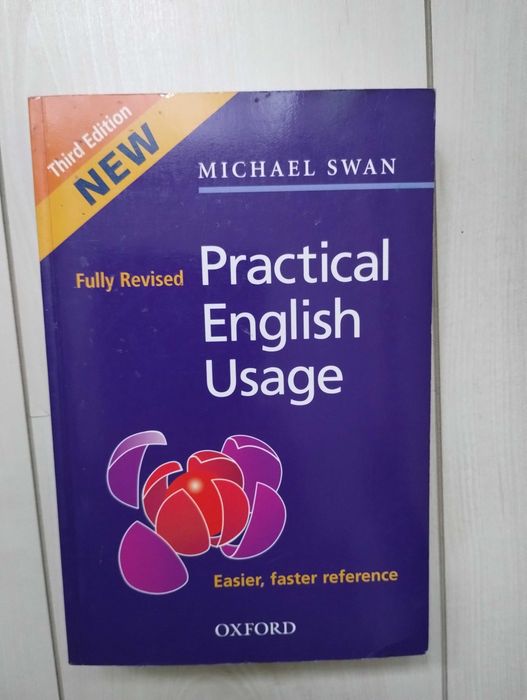 Third Edition
NEW
MICHAEL SWAN
Fully Revised
Practical
English
Usage
Easier, faster reference
OXFORD